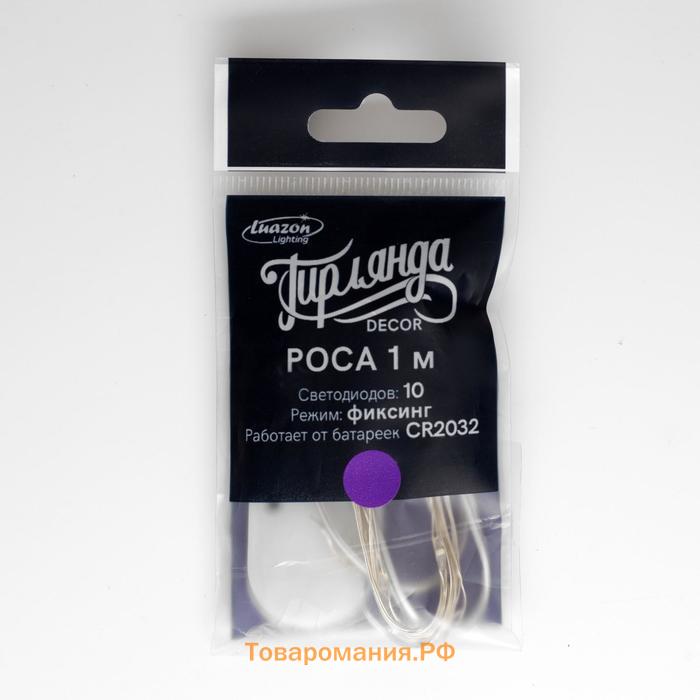 Luazon
Lighting
Гирлянда
DECOR
РОСА 1 м
Светодиодов: 10
Режим: фиксинг
Работает от батареек CR2032
Товаромания.РФ